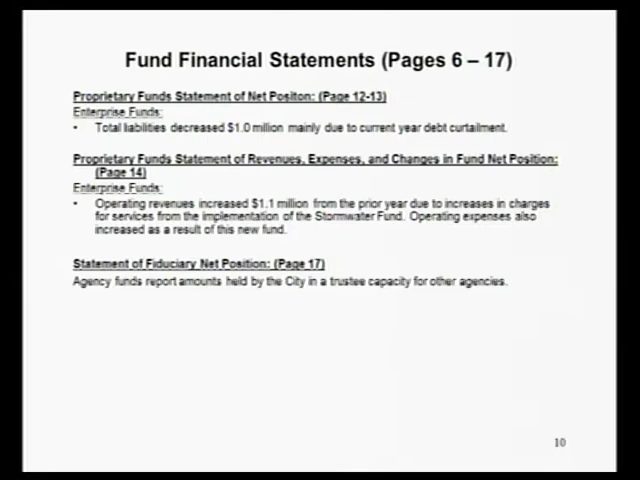 Fund Financial Statements (Pages 6 – 17)
Proprietary Funds Statement of Net Positon: (Page 12-13)
Enterprise Funds:
• Total liabilities decreased $1.0 million mainly due to current year debt curtailment.
Proprietary Funds Statement of Revenues, Expenses, and Changes in Fund Net Position:
(Page 14)
Enterprise Funds:
• Operating revenues increased $1.1 million from the prior year due to increases in charges
for services from the implementation of the Stormwater Fund. Operating expenses also
increased as a result of this new fund.
Statement of Fiduciary Net Position: (Page 17)
Agency funds report amounts held by the City in a trustee capacity for other agencies.
10